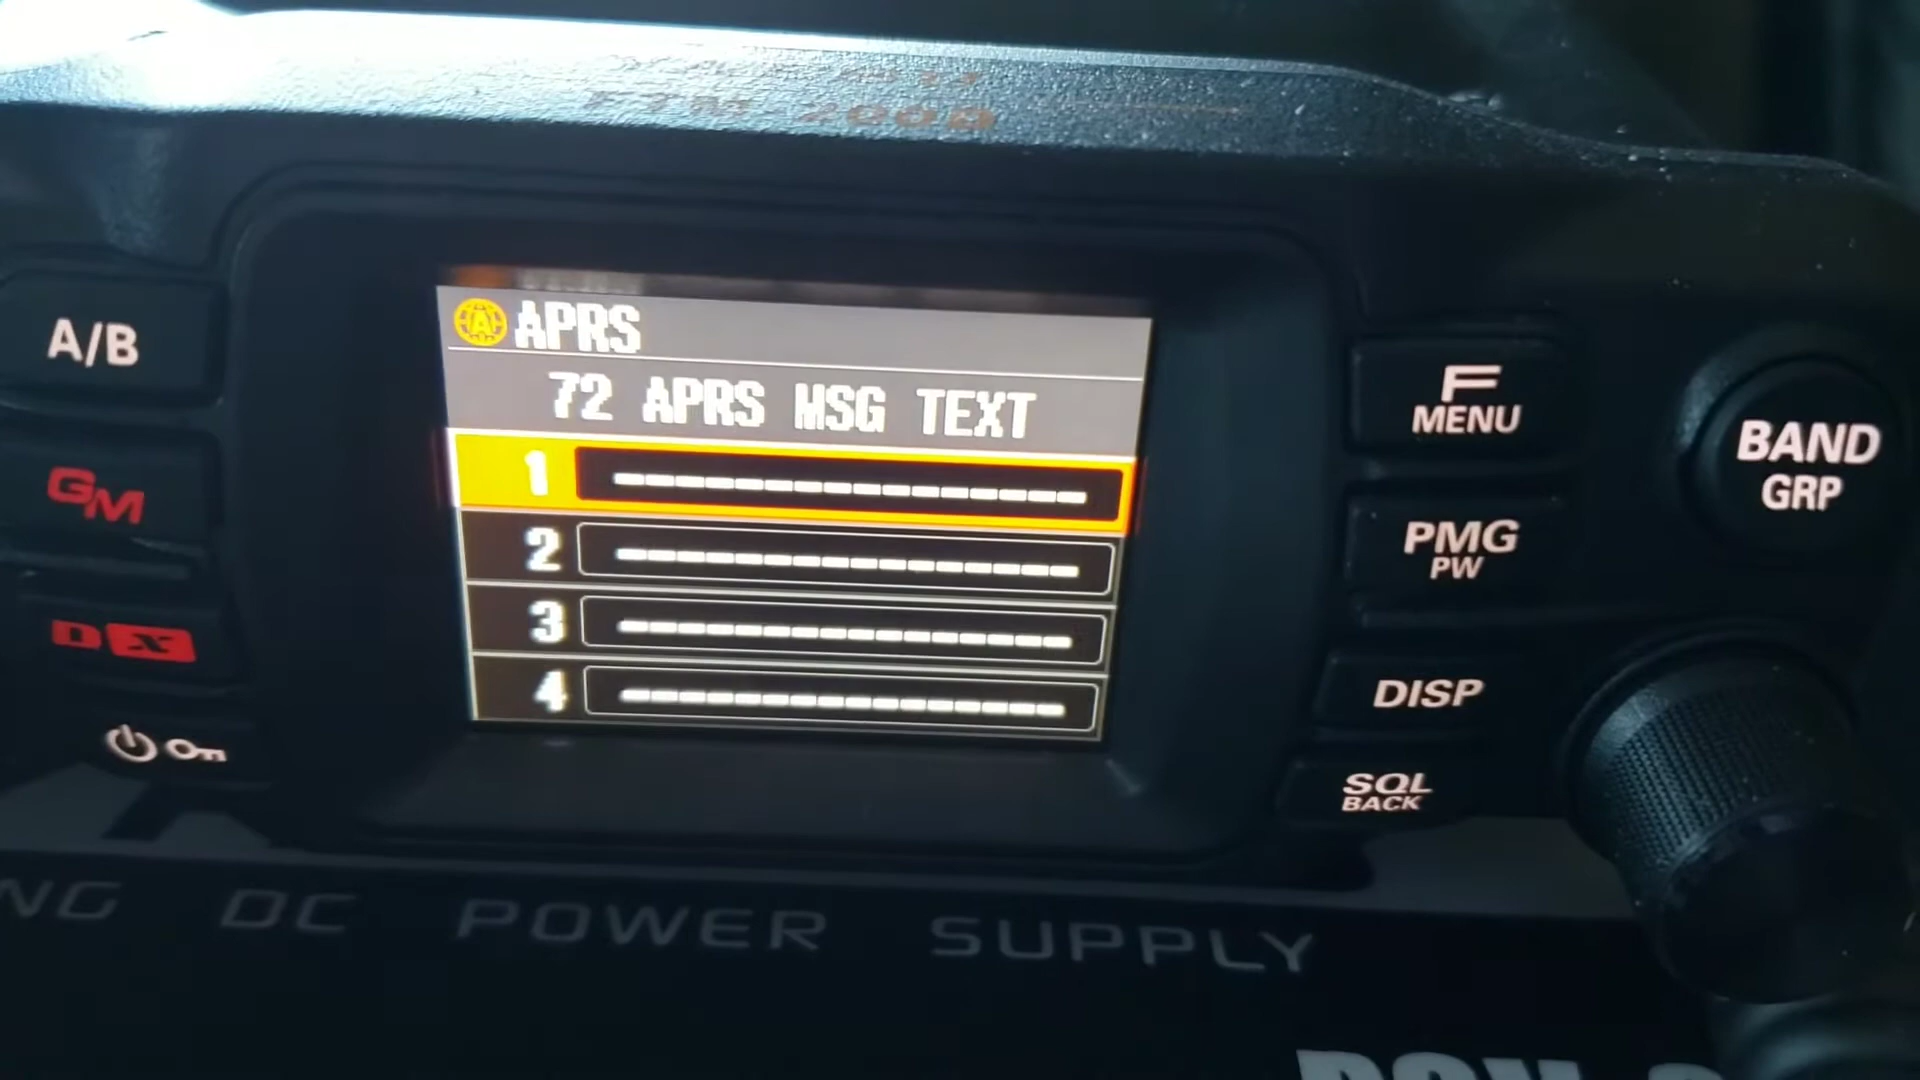 A/B
GM
DX
A APRS
72 APRS MSG TEXT
1 ----------------
2 ----------------
3 ----------------
4 ----------------
F
MENU
PMG
PW
DISP
SQL
BACK
BAND
GRP
DC POWER SUPPLY